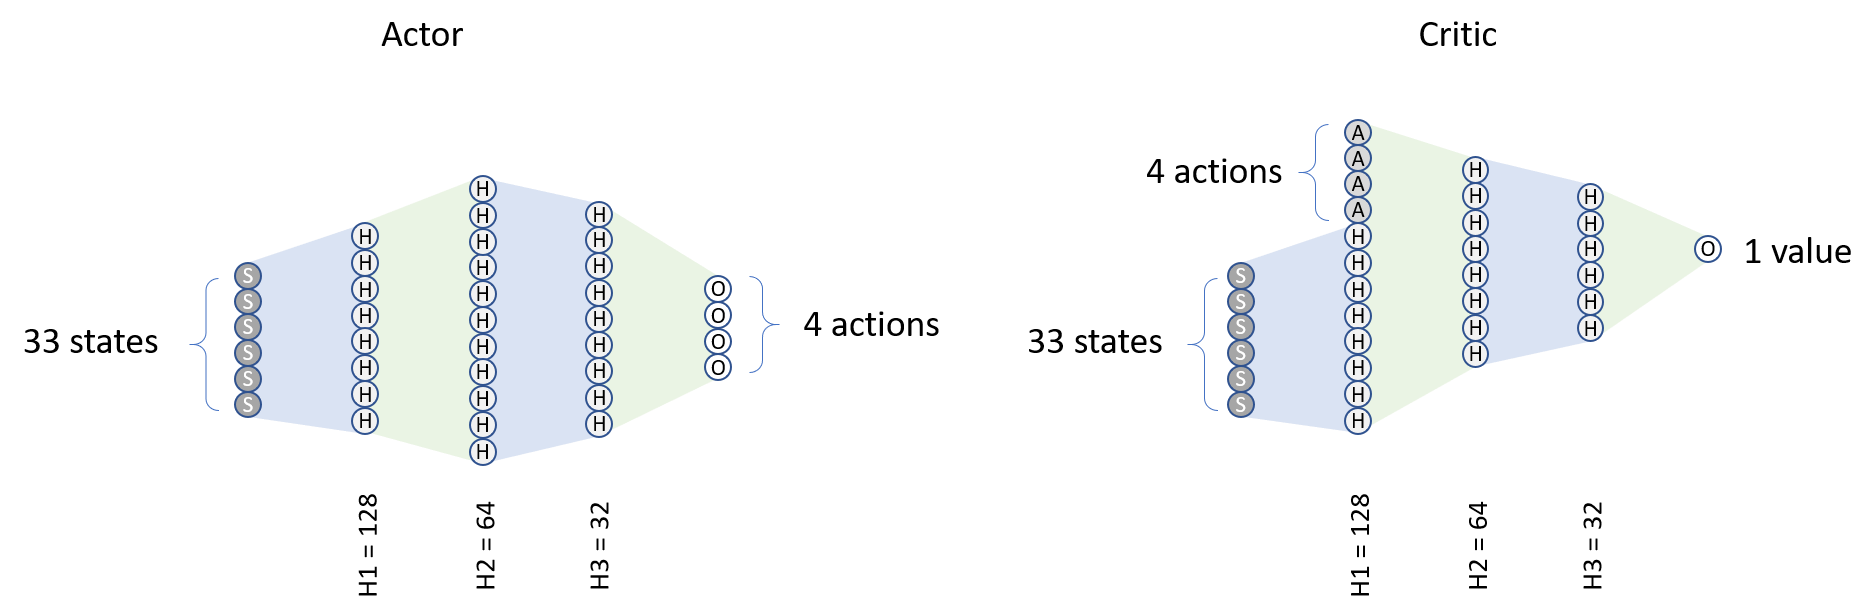 Actor
33 states
S S S S S S
H H H H H H H H
H H H H H H H H H H H
H H H H H H H H H
O O O O
4 actions
H1 = 128
H2 = 64
H3 = 32
Critic
4 actions
33 states
S S S S S S
A A A A H H H H H H H H
H H H H H H H H
H H H H H H
O
1 value
H1 = 128
H2 = 64
H3 = 32